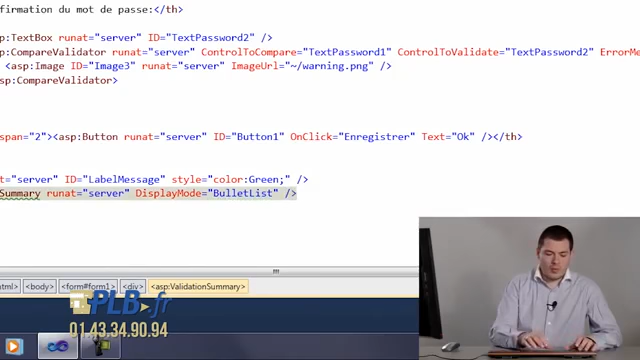 firmation du mot de passe:</th>
p:TextBox runat="server" ID="TextPassword2" />
p:CompareValidator runat="server" ControlToCompare="TextPassword1" ControlToValidate="TextPassword2" ErrorMe
<asp:Image ID="Image3" runat="server" ImageUrl="~/warning.png" />
asp:CompareValidator>
span="2"><asp:Button runat="server" ID="Button1" OnClick="Enregistrer" Text="Ok" /></th>
t="server" ID="LabelMessage" style="color:Green;" />
Summary runat="server" DisplayMode="BulletList" />
html> <body> <form#form1> <div> <asp:ValidationSummary>
PLB.fr
01.43.34.90.94